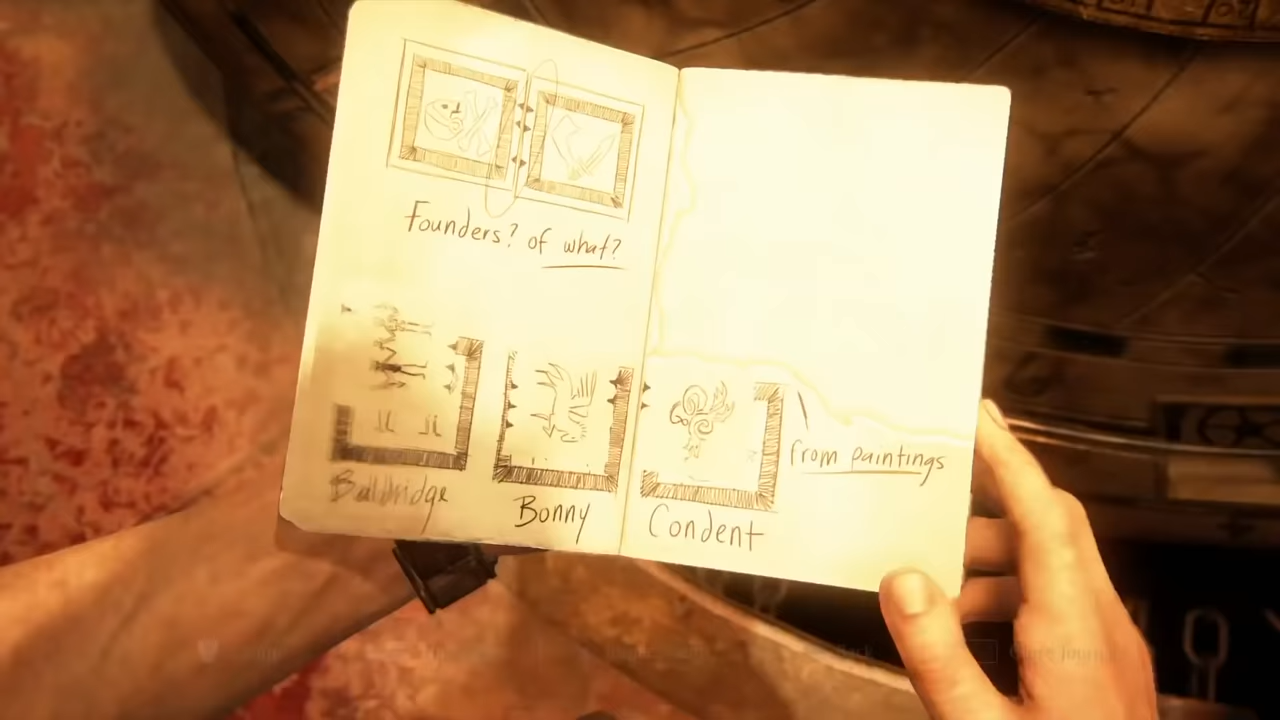 Founders? of what?
from paintings
Baldridge
Bonny
Condent